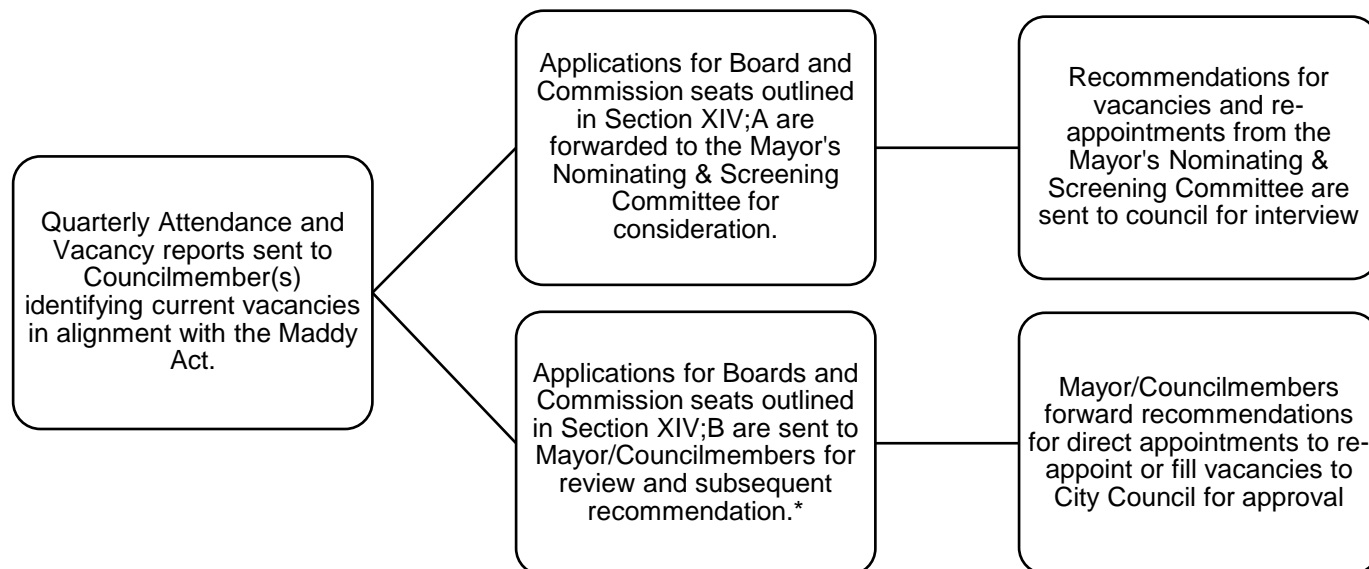 Quarterly Attendance and
Vacancy reports sent to
Councilmember(s)
identifying current vacancies
in alignment with the Maddy
Act.
Applications for Board and
Commission seats outlined
in Section XIV;A are
forwarded to the Mayor's
Nominating & Screening
Committee for
consideration.
Recommendations for
vacancies and re-
appointments from the
Mayor's Nominating &
Screening Committee are
sent to council for interview
Applications for Boards and
Commission seats outlined
in Section XIV;B are sent to
Mayor/Councilmembers for
review and subsequent
recommendation.*
Mayor/Councilmembers
forward recommendations
for direct appointments to re-
appoint or fill vacancies to
City Council for approval